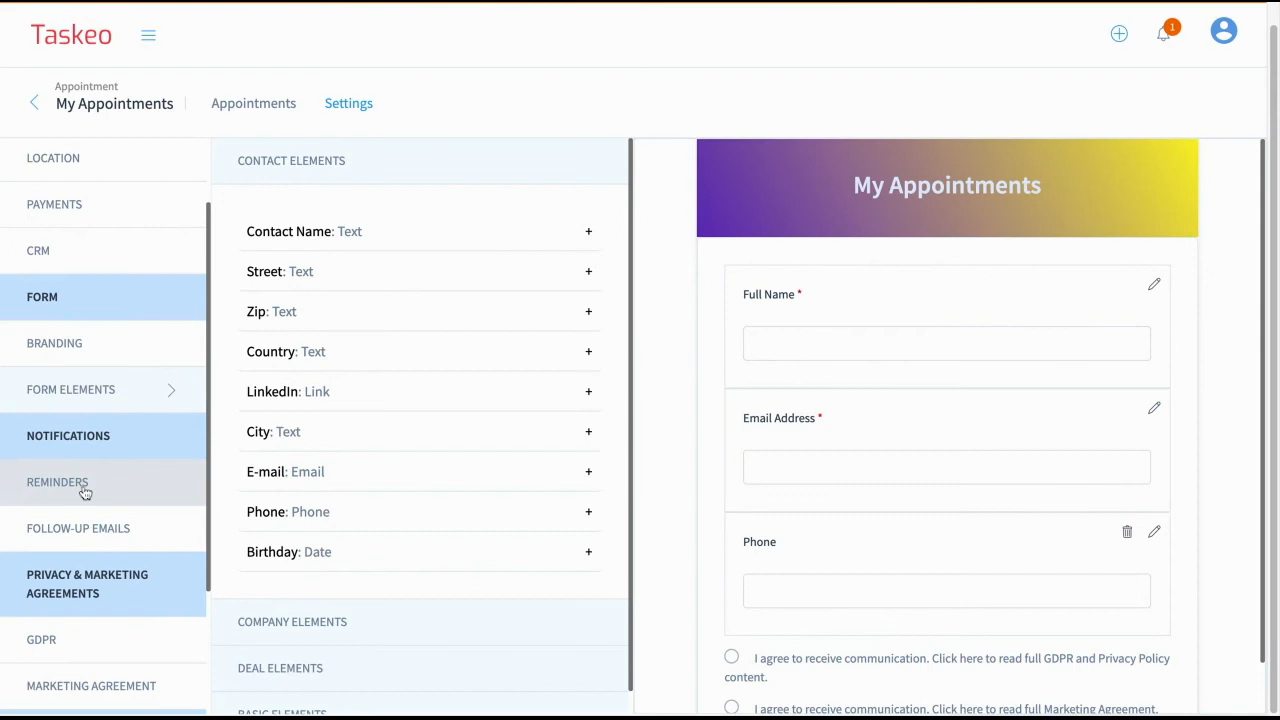 Taskeo
1
Appointment
My Appointments
Appointments
Settings
LOCATION
PAYMENTS
CRM
FORM
BRANDING
FORM ELEMENTS
NOTIFICATIONS
REMINDERS
FOLLOW-UP EMAILS
PRIVACY & MARKETING
AGREEMENTS
GDPR
MARKETING AGREEMENT
CONTACT ELEMENTS
Contact Name: Text +
Street: Text +
Zip: Text +
Country: Text +
LinkedIn: Link +
City: Text +
E-mail: Email +
Phone: Phone +
Birthday: Date +
COMPANY ELEMENTS
DEAL ELEMENTS
BASIC ELEMENTS
My Appointments
Full Name *
Email Address *
Phone
I agree to receive communication. Click here to read full GDPR and Privacy Policy
content.
I agree to receive communication. Click here to read full Marketing Agreement.